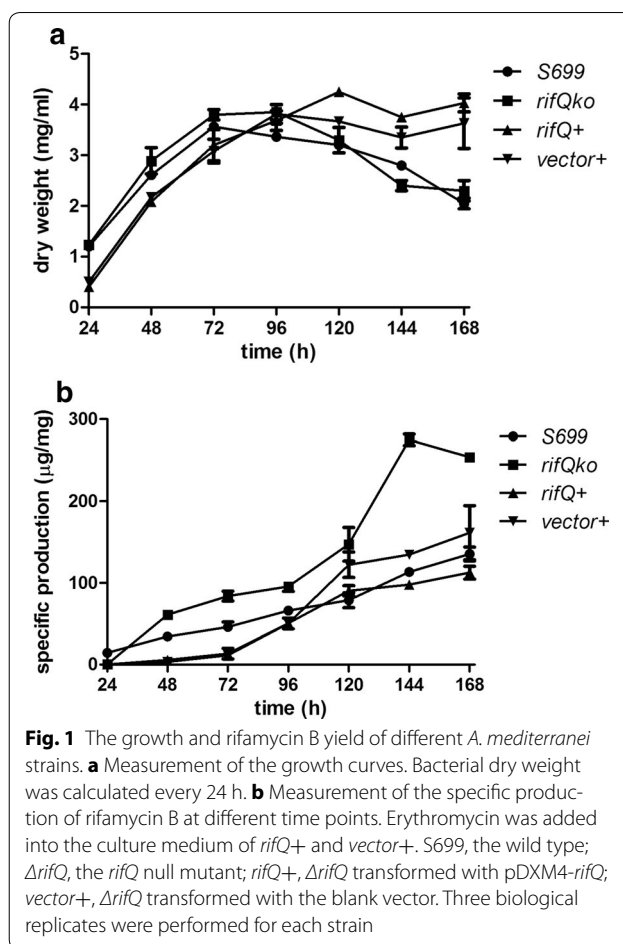 a
5
4
3
2
1
0
dry weight (mg/ml)
24 48 72 96 120 144 168
time (h)
S699
rifQko
rifQ+
vector+
b
300
200
100
0
specific production (µg/mg)
24 48 72 96 120 144 168
time (h)
S699
rifQko
rifQ+
vector+
Fig. 1 The growth and rifamycin B yield of different A. mediterranei
strains. a Measurement of the growth curves. Bacterial dry weight
was calculated every 24 h. b Measurement of the specific produc-
tion of rifamycin B at different time points. Erythromycin was added
into the culture medium of rifQ+ and vector+. S699, the wild type;
ΔrifQ, the rifQ null mutant; rifQ+, ΔrifQ transformed with pDXM4-rifQ;
vector+, ΔrifQ transformed with the blank vector. Three biological
replicates were performed for each strain